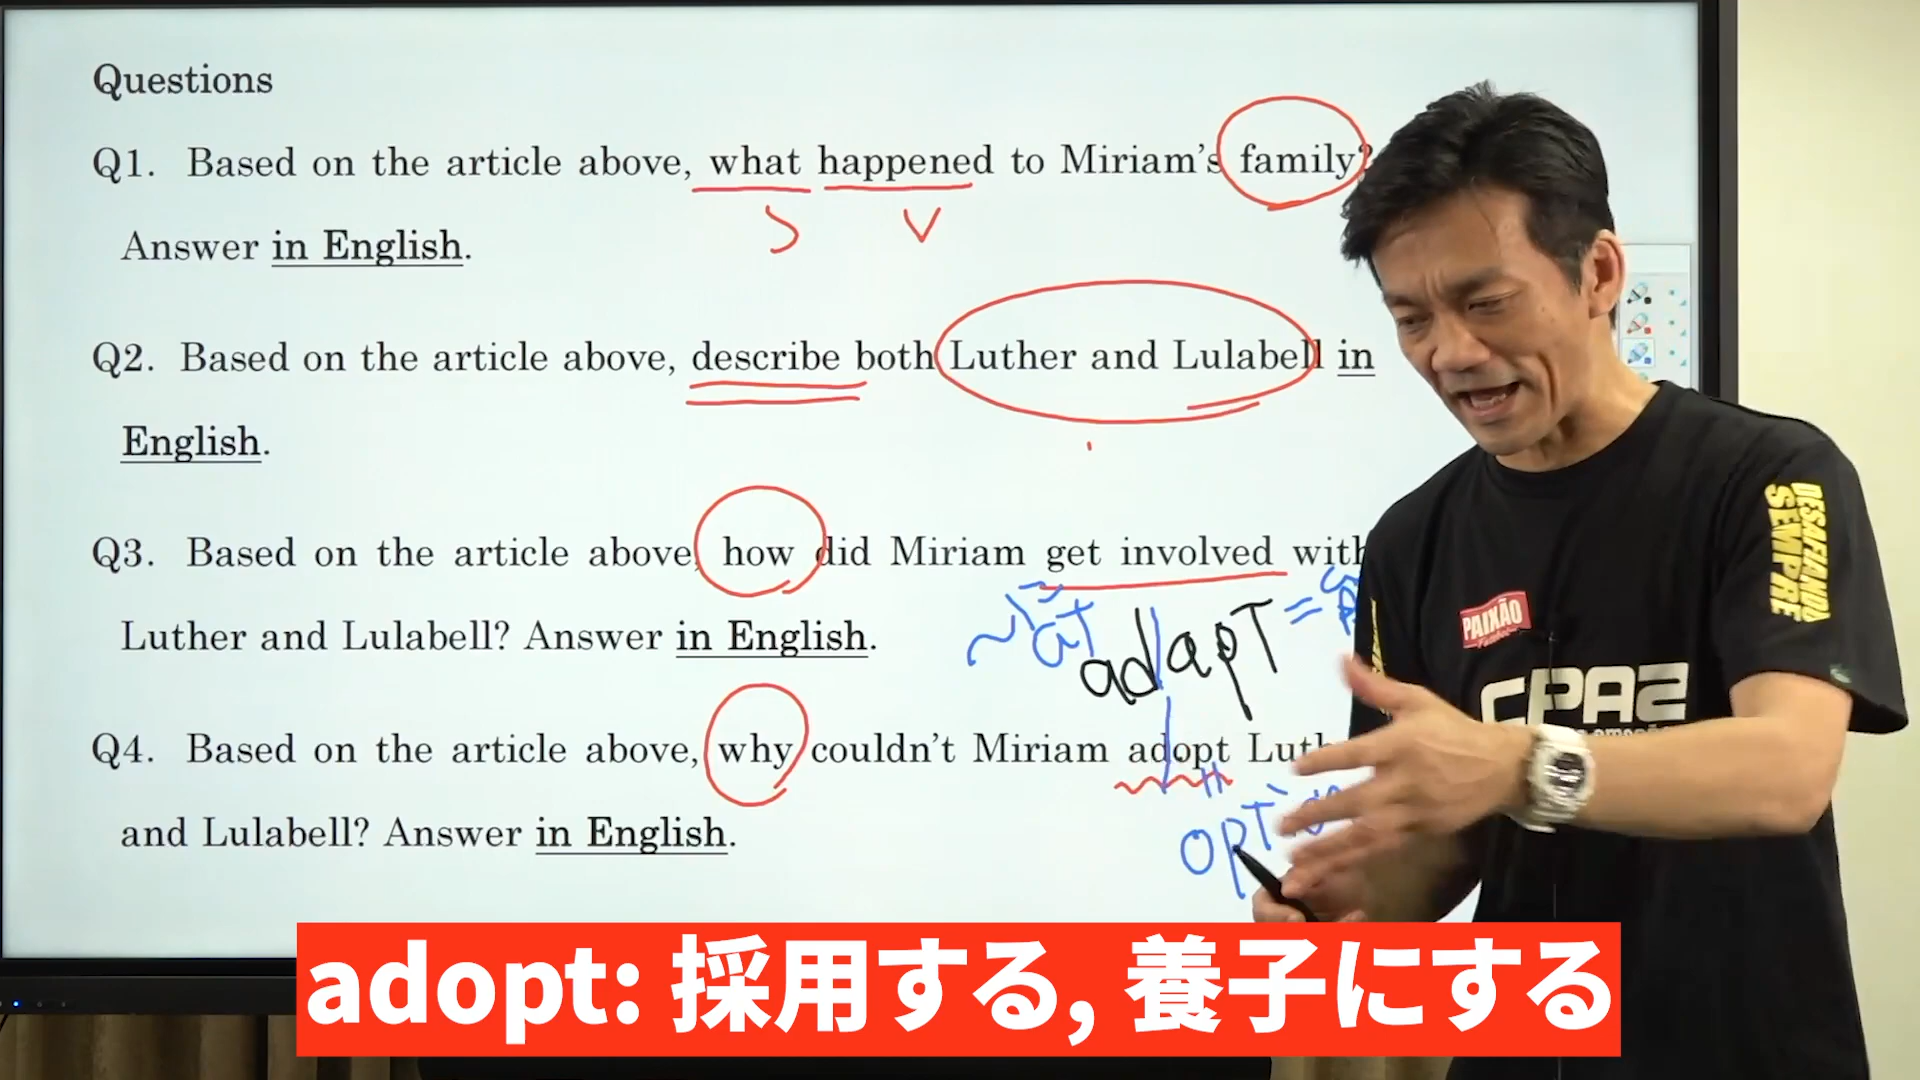 Questions
Q1. Based on the article above, what happened to Miriam's family?
S V
Answer in English.
Q2. Based on the article above, describe both Luther and Lulabell in
English.
Q3. Based on the article above, how did Miriam get involved with
Luther and Lulabell? Answer in English.
at adapt =
Q4. Based on the article above, why couldn't Miriam adopt Luth
and Lulabell? Answer in English.
DESAFIANDO
SEMPRE
PAIXÃO
adopt: 採用する, 養子にする